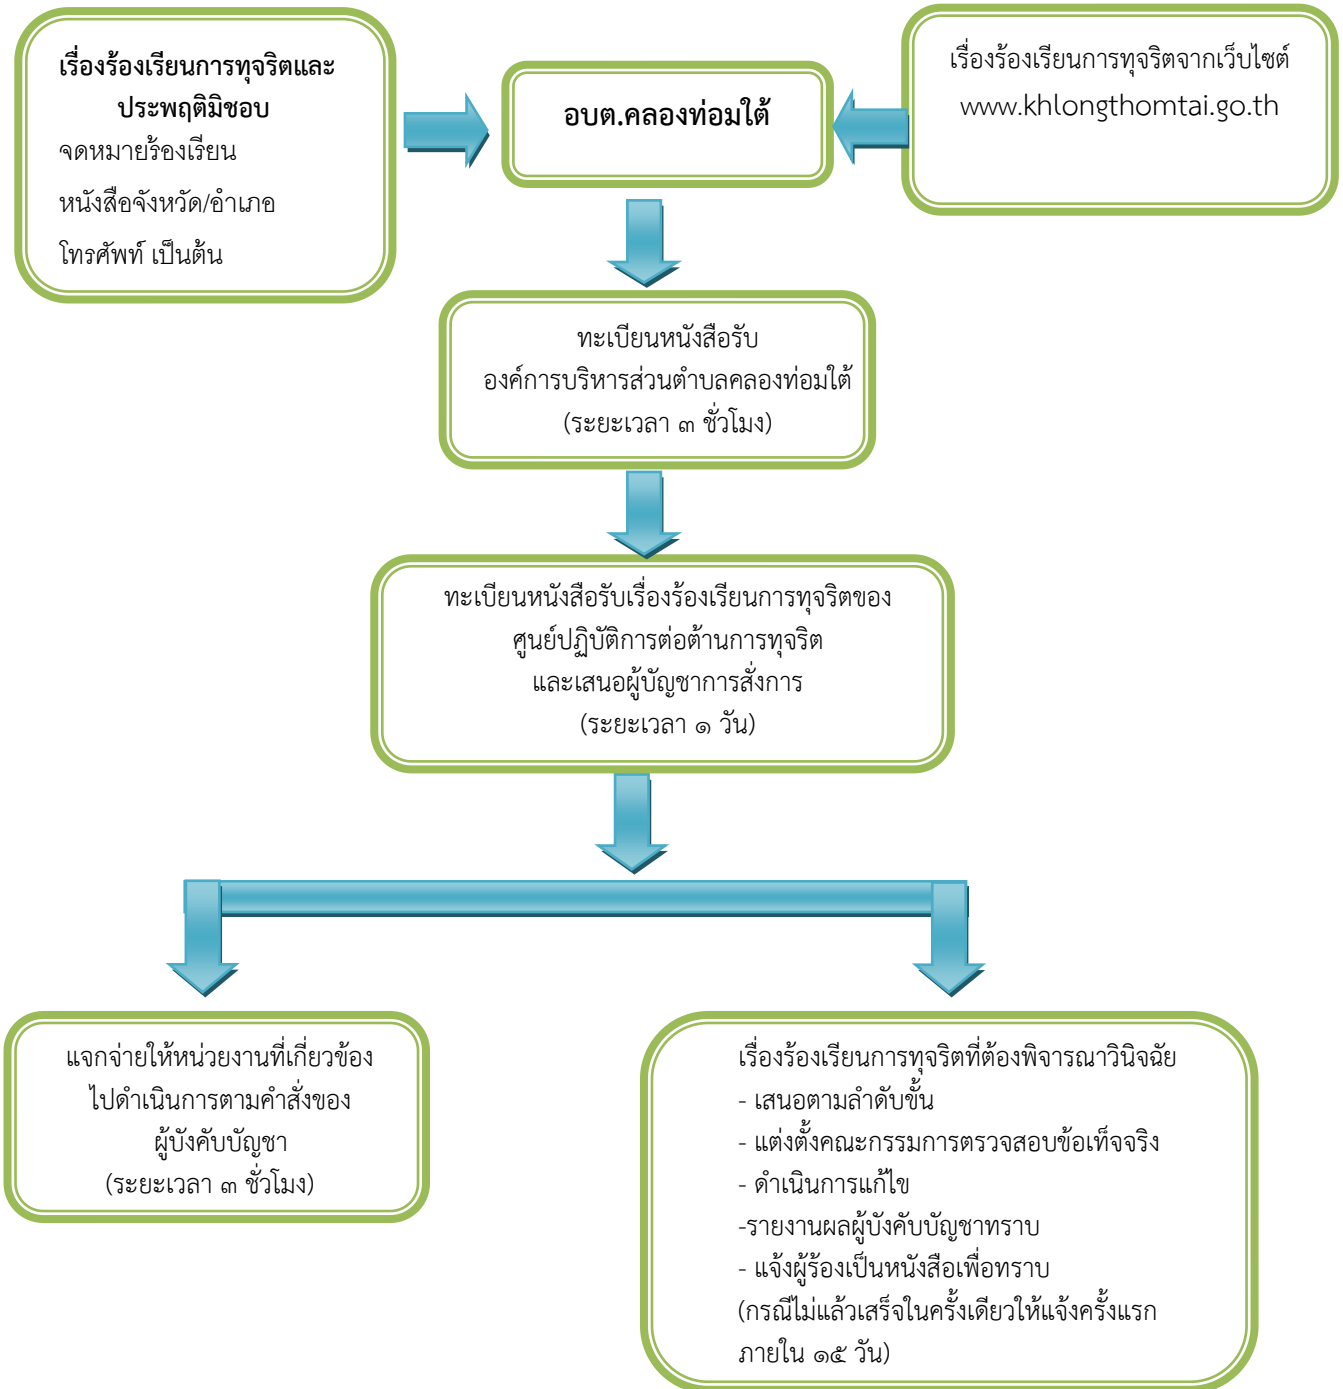 เรื่องร้องเรียนการทุจริตและ
ประพฤติมิชอบ
จดหมายร้องเรียน
หนังสือจังหวัด/อำเภอ
โทรศัพท์ เป็นต้น
อบต.คลองท่อมใต้
เรื่องร้องเรียนการทุจริตจากเว็บไซต์
www.khlongthomtai.go.th
ทะเบียนหนังสือรับ
องค์การบริหารส่วนตำบลคลองท่อมใต้
(ระยะเวลา ๓ ชั่วโมง)
ทะเบียนหนังสือรับเรื่องร้องเรียนการทุจริตของ
ศูนย์ปฏิบัติการต่อต้านการทุจริต
และเสนอผู้บัญชาการสั่งการ
(ระยะเวลา ๑ วัน)
แจกจ่ายให้หน่วยงานที่เกี่ยวข้อง
ไปดำเนินการตามคำสั่งของ
ผู้บังคับบัญชา
(ระยะเวลา ๓ ชั่วโมง)
เรื่องร้องเรียนการทุจริตที่ต้องพิจารณาวินิจฉัย
- เสนอตามลำดับขั้น
- แต่งตั้งคณะกรรมการตรวจสอบข้อเท็จจริง
- ดำเนินการแก้ไข
-รายงานผลผู้บังคับบัญชาทราบ
- แจ้งผู้ร้องเป็นหนังสือเพื่อทราบ
(กรณีไม่แล้วเสร็จในครั้งเดียวให้แจ้งครั้งแรก
ภายใน ๑๕ วัน)